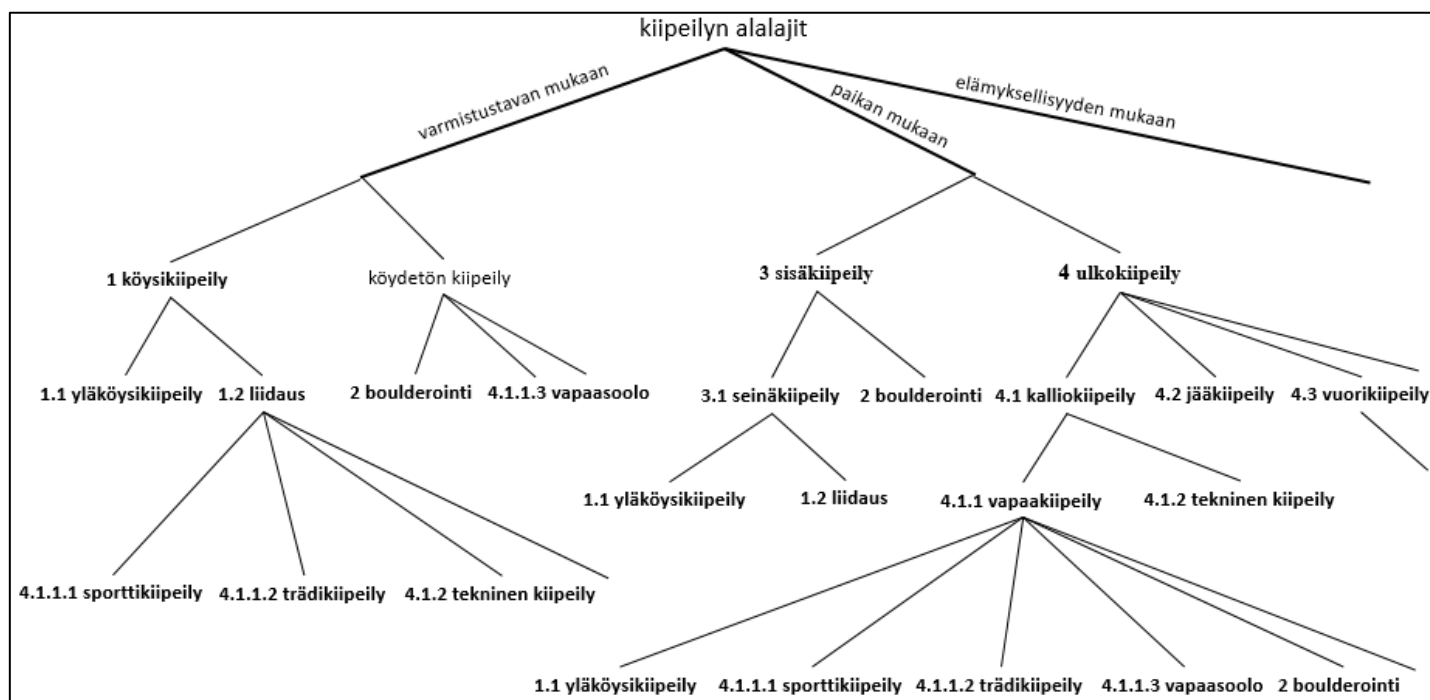 kiipeilyn alalajit
varmistustavan mukaan
paikan mukaan
elämyksellisyyden mukaan
1 köysikiipeily
köydetön kiipeily
3 sisäkiipeily
4 ulkokiipeily
1.1 yläköysikiipeily
1.2 liidaus
2 boulderointi
4.1.1.3 vapaasoolo
3.1 seinäkiipeily
2 boulderointi
4.1 kalliokiipeily
4.2 jääkiipeily
4.3 vuorikiipeily
1.1 yläköysikiipeily
1.2 liidaus
4.1.1 vapaakiipeily
4.1.2 tekninen kiipeily
4.1.1.1 sporttikiipeily
4.1.1.2 trädikiipeily
4.1.2 tekninen kiipeily
1.1 yläköysikiipeily
4.1.1.1 sporttikiipeily
4.1.1.2 trädikiipeily
4.1.1.3 vapaasoolo
2 boulderointi